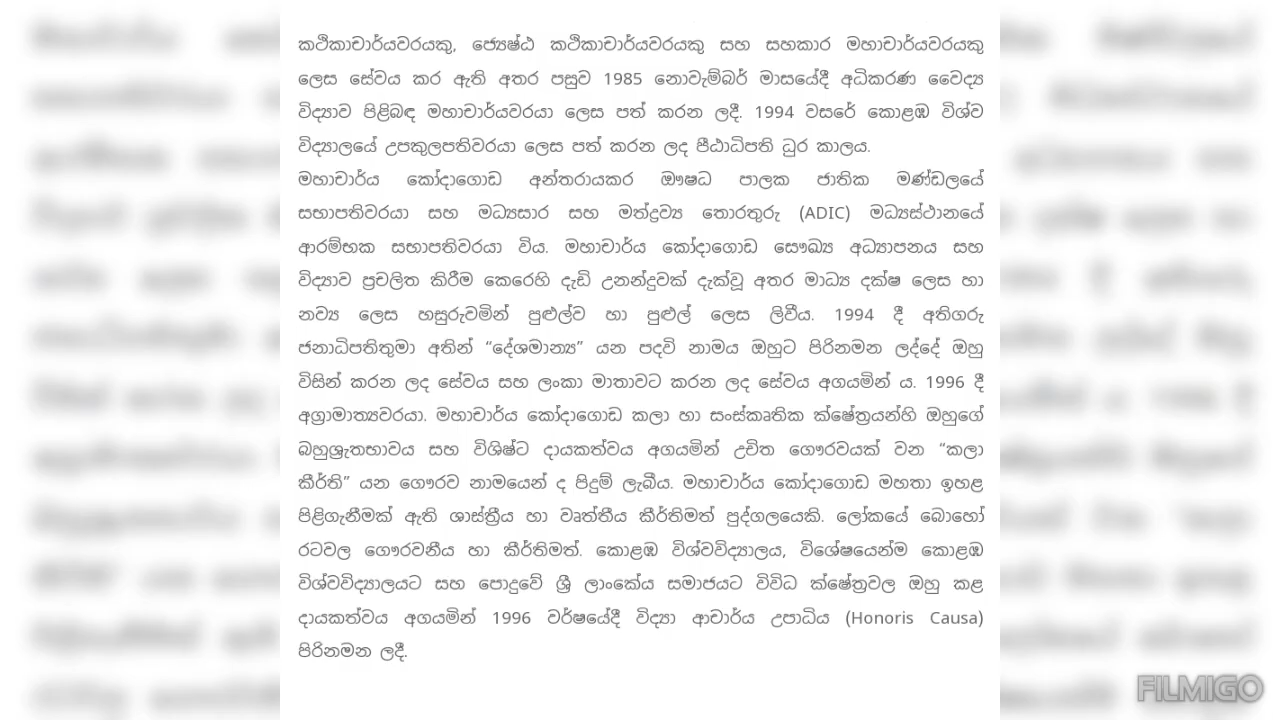 කථිකාචාර්යවරයකු, ජ්‍යෙෂ්ඨ කථිකාචාර්යවරයකු සහ සහකාර මහාචාර්යවරයකු
ලෙස සේවය කර ඇති අතර පසුව 1985 නොවැම්බර් මාසයේදී අධිකරණ වෛද්‍ය
විද්‍යාව පිළිබඳ මහාචාර්යවරයා ලෙස පත් කරන ලදී. 1994 වසරේ කොළඹ විශ්ව
විද්‍යාලයේ උපකුලපතිවරයා ලෙස පත් කරන ලද පීඨාධිපති ධුර කාලය.
මහාචාර්ය කෝදාගොඩ අන්තරායකර ඖෂධ පාලක ජාතික මණ්ඩලයේ
සභාපතිවරයා සහ මධ්‍යසාර සහ මත්ද්‍රව්‍ය තොරතුරු (ADIC) මධ්‍යස්ථානයේ
ආරම්භක සභාපතිවරයා විය. මහාචාර්ය කෝදාගොඩ සෞඛ්‍ය අධ්‍යාපනය සහ
විද්‍යාව ප්‍රචලිත කිරීම කෙරෙහි දැඩි උනන්දුවක් දැක්වූ අතර මාධ්‍ය දක්ෂ ලෙස හා
නව්‍ය ලෙස හසුරුවමින් පුළුල්ව හා පුළුල් ලෙස ලිවීය. 1994 දී අතිගරු
ජනාධිපතිතුමා අතින් “දේශමාන්‍ය” යන පදවි නාමය ඔහුට පිරිනමන ලද්දේ ඔහු
විසින් කරන ලද සේවය සහ ලංකා මාතාවට කරන ලද සේවය අගයමින් ය. 1996 දී
අග්‍රාමාත්‍යවරයා. මහාචාර්ය කෝදාගොඩ කලා හා සංස්කෘතික ක්ෂේත්‍රයන්හි ඔහුගේ
බහුශ්‍රැතභාවය සහ විශිෂ්ට දායකත්වය අගයමින් උචිත ගෞරවයක් වන “කලා
කීර්ති” යන ගෞරව නාමයෙන් ද පිදුම් ලැබීය. මහාචාර්ය කෝදාගොඩ මහතා ඉහළ
පිළිගැනීමක් ඇති ශාස්ත්‍රීය හා වෘත්තීය කීර්තිමත් පුද්ගලයෙකි. ලෝකයේ බොහෝ
රටවල ගෞරවනීය හා කීර්තිමත්. කොළඹ විශ්වවිද්‍යාලය, විශේෂයෙන්ම කොළඹ
විශ්වවිද්‍යාලයට සහ පොදුවේ ශ්‍රී ලාංකේය සමාජයට විවිධ ක්ෂේත්‍රවල ඔහු කළ
දායකත්වය අගයමින් 1996 වර්ෂයේදී විද්‍යා ආචාර්ය උපාධිය (Honoris Causa)
පිරිනමන ලදී.
FILMIGO